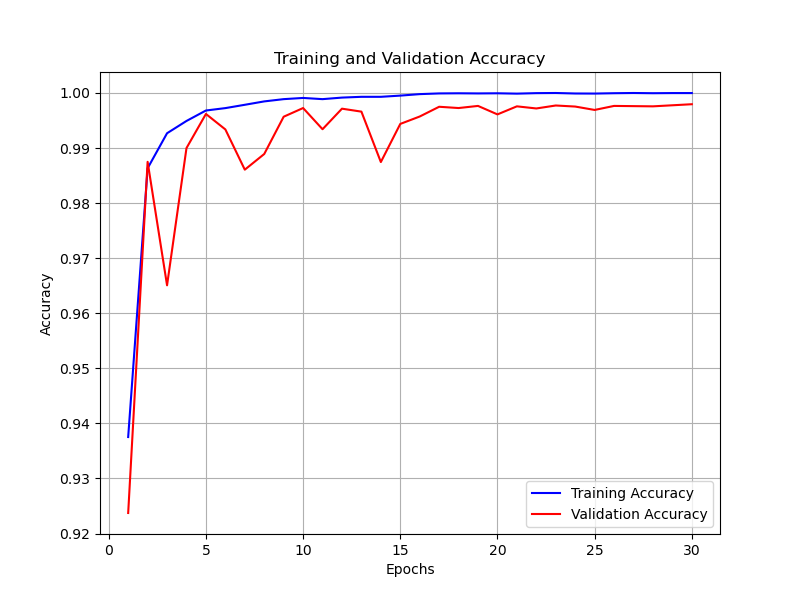 Training and Validation Accuracy
1.00
0.99
0.98
0.97
0.96
0.95
0.94
0.93
0.92
Accuracy
0 5 10 15 20 25 30
Epochs
Training Accuracy
Validation Accuracy